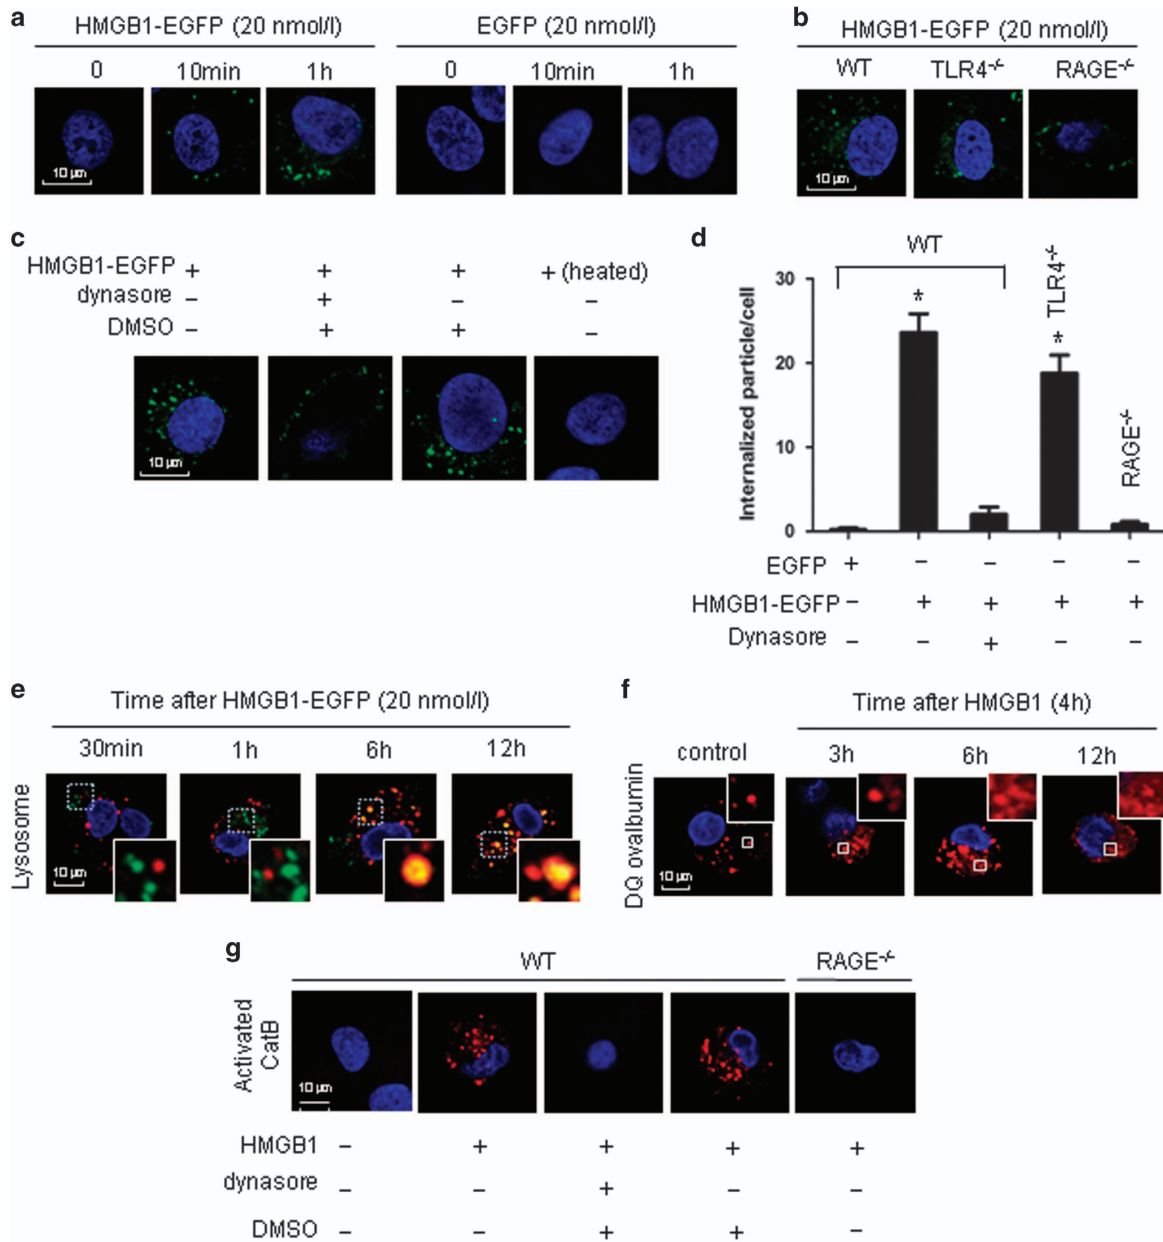 a
HMGB1-EGFP (20 nmol/l)
EGFP (20 nmol/l)
0 10min 1h 0 10min 1h
10 µm
b
HMGB1-EGFP (20 nmol/l)
WT TLR4-/- RAGE-/-
10 µm
c
HMGB1-EGFP + + + + (heated)
dynasore – + – –
DMSO – + + –
10 µm
d
WT
TLR4-/-
RAGE-/-
* *
Internalized particle/cell
30
20
10
0
EGFP + – – – –
HMGB1-EGFP – + + + +
Dynasore – – + – –
e
Time after HMGB1-EGFP (20 nmol/l)
30min 1h 6h 12h
Lysosome
10 µm
f
Time after HMGB1 (4h)
control 3h 6h 12h
DQ ovalbumin
10 µm
g
WT RAGE-/-
Activated
CatB
10 µm
HMGB1 – + + + +
dynasore – – + – –
DMSO – – + + –